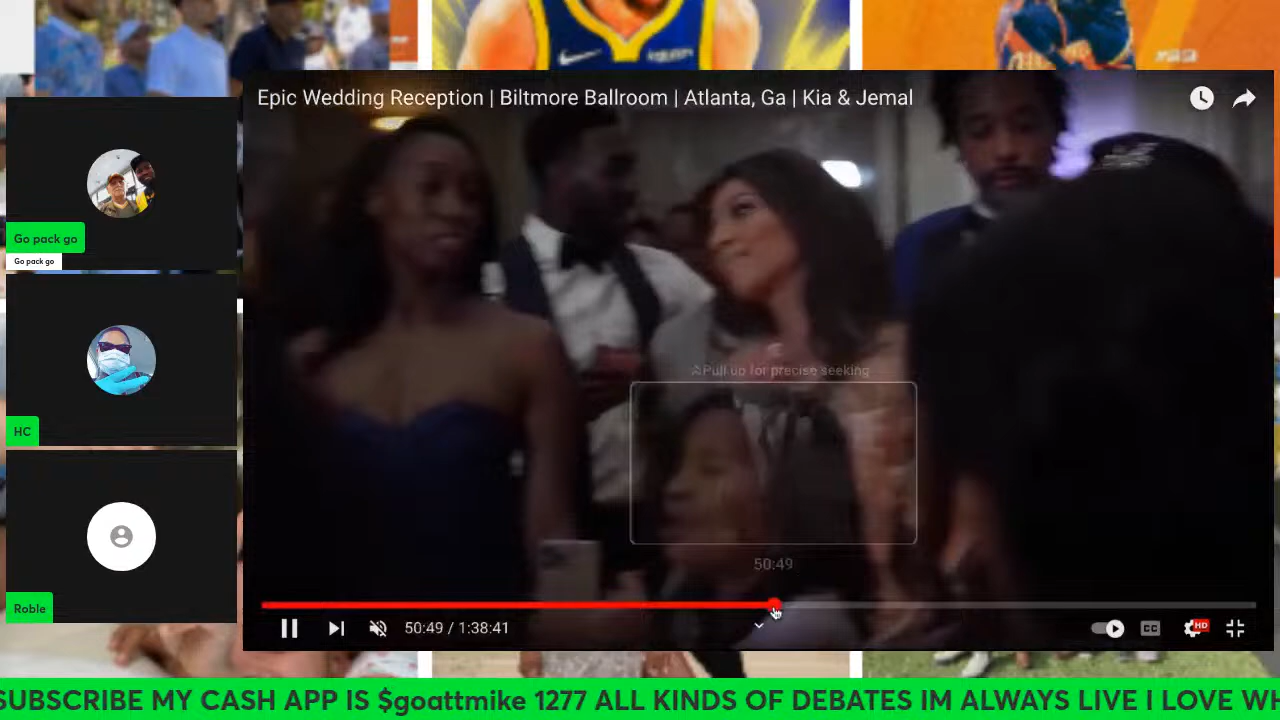 Epic Wedding Reception | Biltmore Ballroom | Atlanta, Ga | Kia & Jemal
Go pack go
Go pack go
HC
Roble
Pull up for precise seeking
50:49
50:49 / 1:38:41
CC
HD
SUBSCRIBE MY CASH APP IS $goattmike 1277 ALL KINDS OF DEBATES IM ALWAYS LIVE I LOVE WH